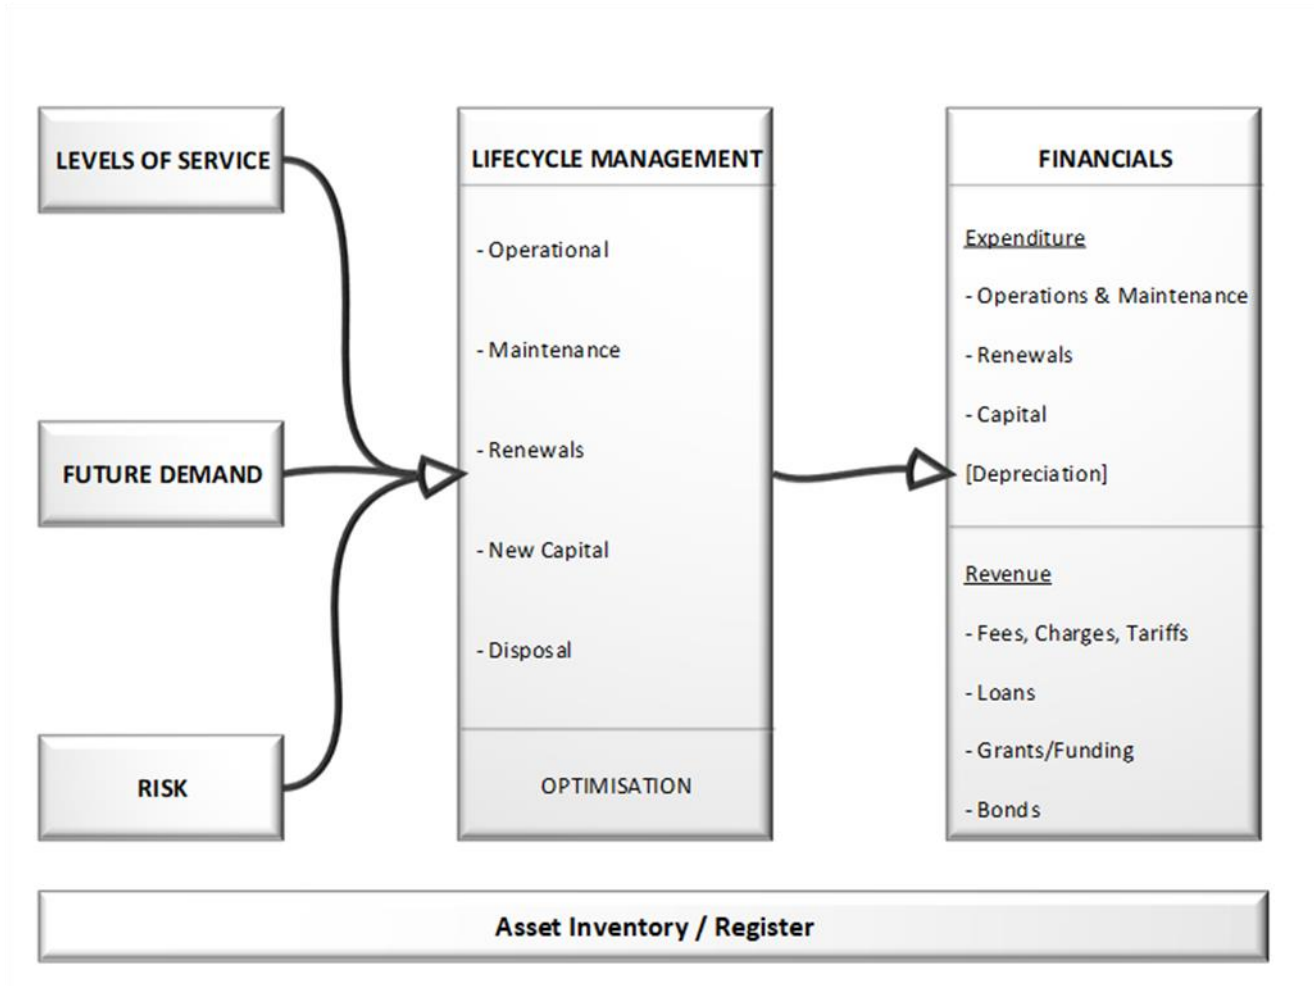 LEVELS OF SERVICE
FUTURE DEMAND
RISK
LIFECYCLE MANAGEMENT
- Operational
- Maintenance
- Renewals
- New Capital
- Disposal
OPTIMISATION
FINANCIALS
Expenditure
- Operations & Maintenance
- Renewals
- Capital
[Depreciation]
Revenue
- Fees, Charges, Tariffs
- Loans
- Grants/Funding
- Bonds
Asset Inventory / Register